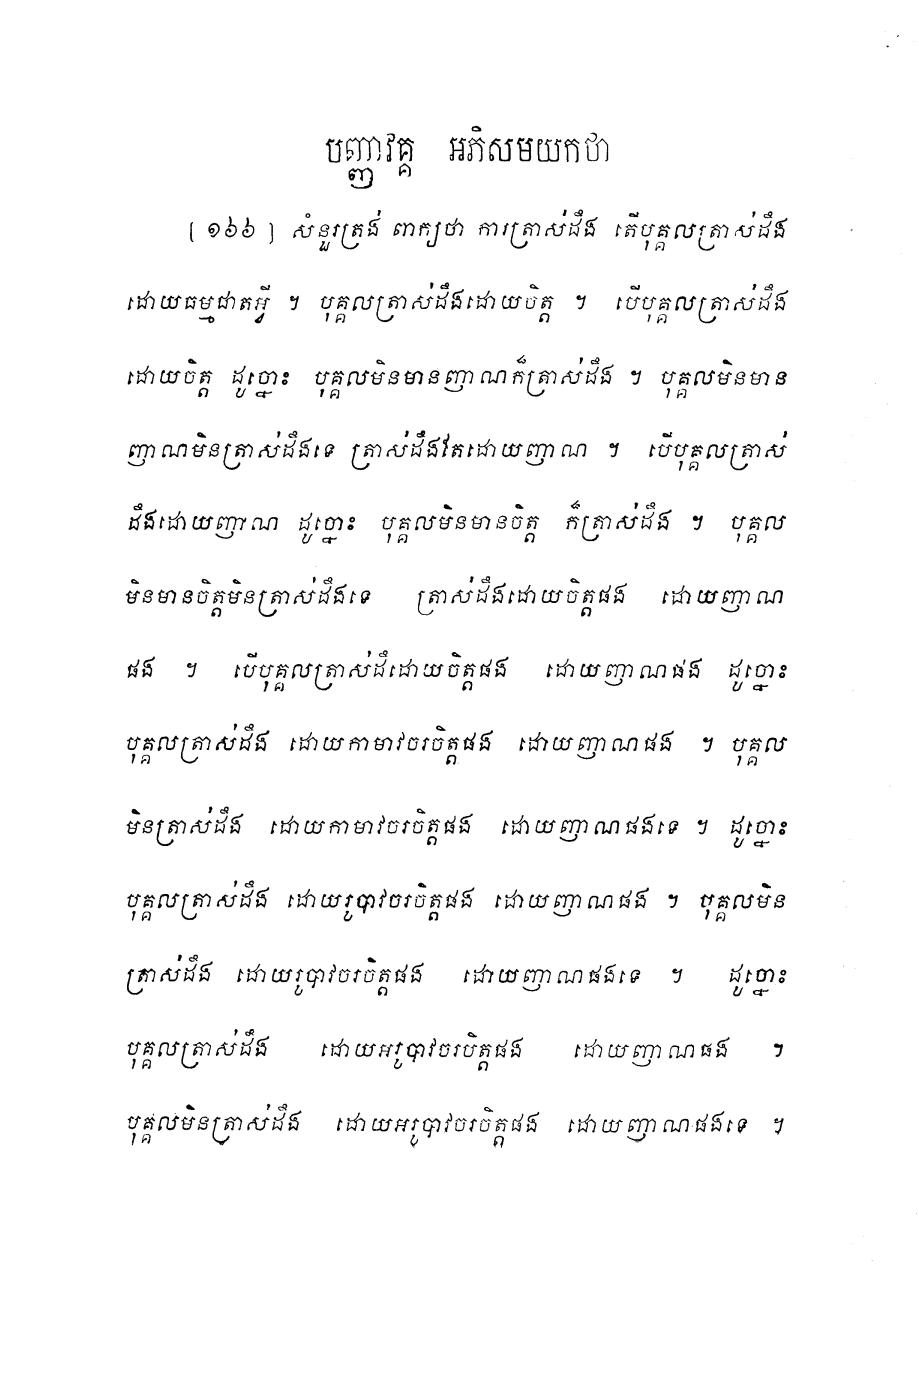 បញ្ញាវគ្គ អភិសមយកថា
[ ១៦៦ ] សំនួរត្រង់ ពាក្យថា ការត្រាស់ដឹង តើបុគ្គលត្រាស់ដឹង
ដោយធម្មជាតអ្វី ។ បុគ្គលត្រាស់ដឹងដោយចិត្ត ។ បើបុគ្គលត្រាស់ដឹង
ដោយចិត្ត ដូច្នោះ បុគ្គលមិនមានញាណក៏ត្រាស់ដឹង ។ បុគ្គលមិនមាន
ញាណមិនត្រាស់ដឹងទេ ត្រាស់ដឹងតែដោយញាណ ។ បើបុគ្គលត្រាស់
ដឹងដោយញាណ ដូច្នោះ បុគ្គលមិនមានចិត្ត ក៏ត្រាស់ដឹង ។ បុគ្គល
មិនមានចិត្តមិនត្រាស់ដឹងទេ ត្រាស់ដឹងដោយចិត្តផង ដោយញាណ
ផង ។ បើបុគ្គលត្រាស់ដឹដោយចិត្តផង ដោយញាណផង ដូច្នោះ
បុគ្គលត្រាស់ដឹង ដោយកាមាវចរចិត្តផង ដោយញាណផង ។ បុគ្គល
មិនត្រាស់ដឹង ដោយកាមាវចរចិត្តផង ដោយញាណផងទេ ។ ដូច្នោះ
បុគ្គលត្រាស់ដឹង ដោយរូបាវចរចិត្តផង ដោយញាណផង ។ បុគ្គលមិន
ត្រាស់ដឹង ដោយរូបាវចរចិត្តផង ដោយញាណផងទេ ។ ដូច្នោះ
បុគ្គលត្រាស់ដឹង ដោយអរូបាវចរចិត្តផង ដោយញាណផង ។
បុគ្គលមិនត្រាស់ដឹង ដោយអរូបាវចរចិត្តផង ដោយញាណផងទេ ។